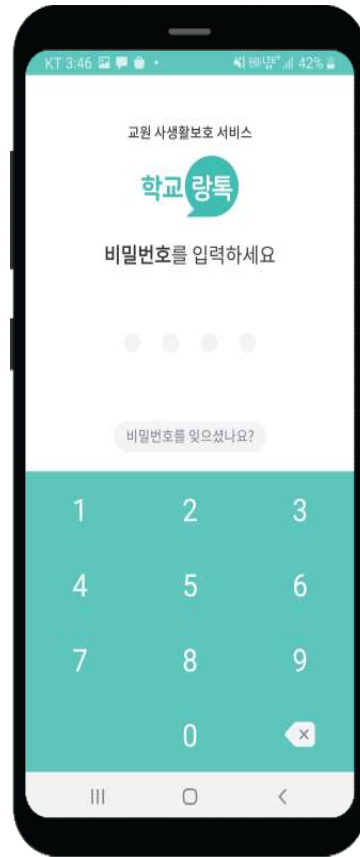 KT 3:46 42%
교원 사생활보호 서비스
학교랑톡
비밀번호를 입력하세요
비밀번호를 잊으셨나요?
1 2 3
4 5 6
7 8 9
0